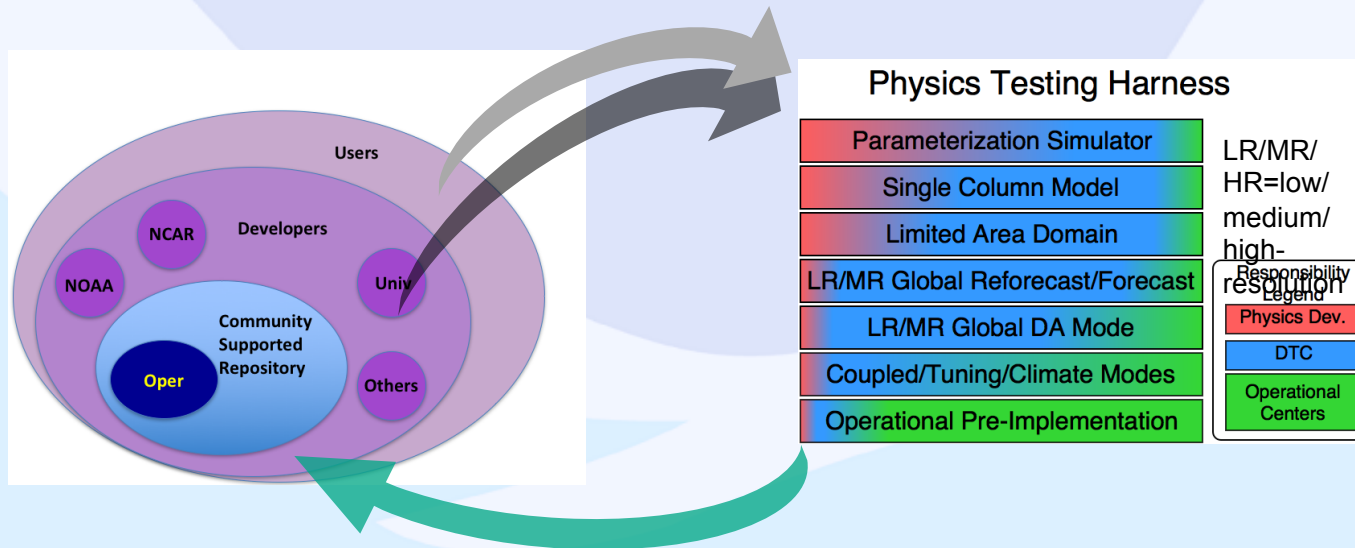 Users
Developers
NCAR
NOAA
Univ
Community
Supported
Repository
Oper
Others
Physics Testing Harness
Parameterization Simulator
Single Column Model
Limited Area Domain
LR/MR Global Reforecast/Forecast
LR/MR Global DA Mode
Coupled/Tuning/Climate Modes
Operational Pre-Implementation
LR/MR/
HR=low/
medium/
high-
resolution
Responsibility
Legend
Physics Dev.
DTC
Operational
Centers